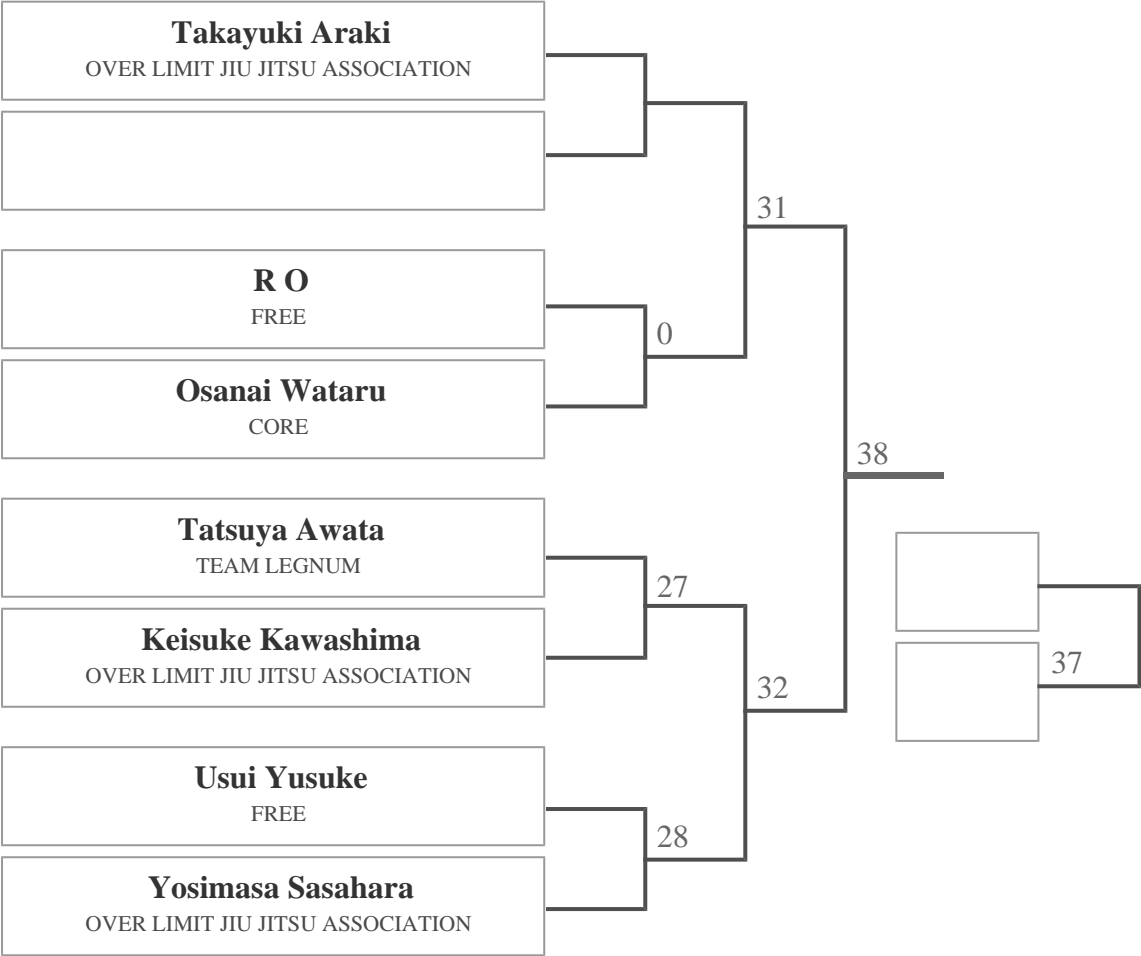 Takayuki Araki
OVER LIMIT JIU JITSU ASSOCIATION
31
R O
FREE
0
Osanai Wataru
CORE
38
Tatsuya Awata
TEAM LEGNUM
27
Keisuke Kawashima
OVER LIMIT JIU JITSU ASSOCIATION
37
32
Usui Yusuke
FREE
28
Yosimasa Sasahara
OVER LIMIT JIU JITSU ASSOCIATION